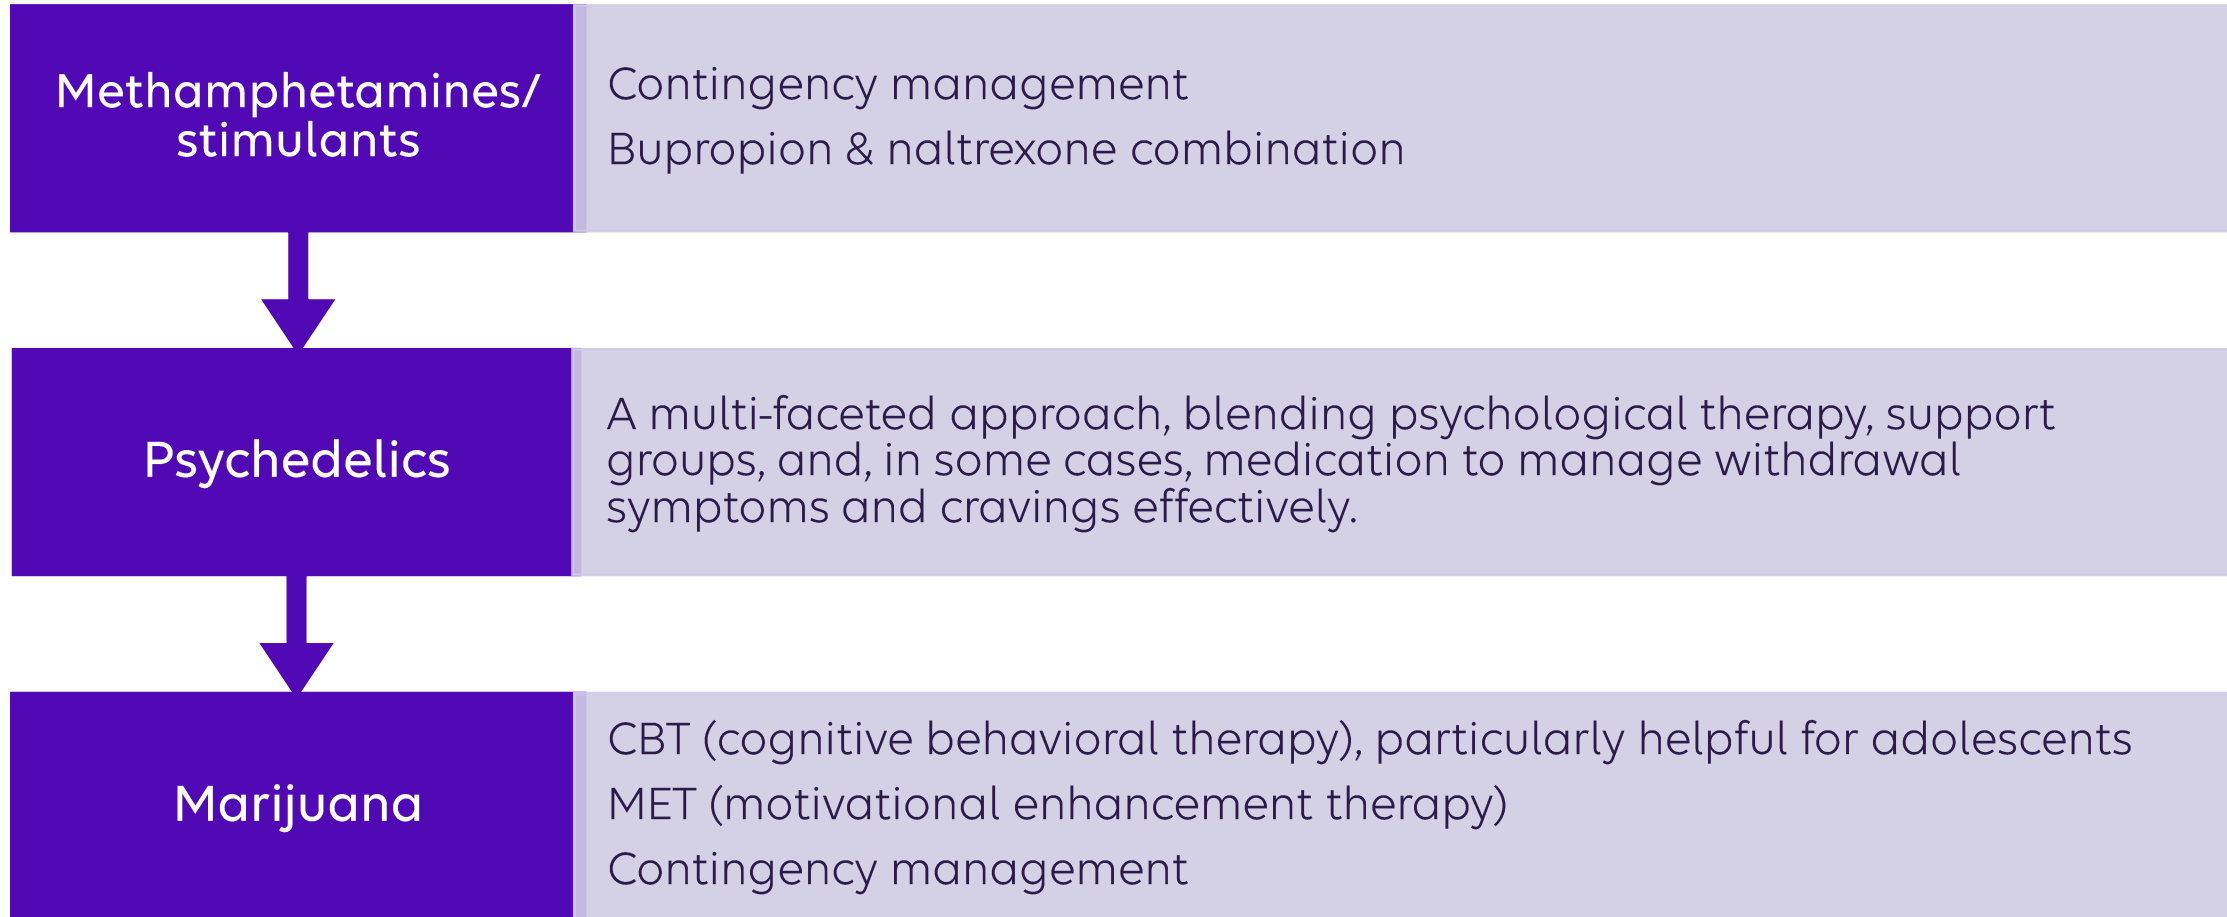 Methamphetamines/
stimulants
Contingency management
Bupropion & naltrexone combination
Psychedelics
A multi-faceted approach, blending psychological therapy, support
groups, and, in some cases, medication to manage withdrawal
symptoms and cravings effectively.
Marijuana
CBT (cognitive behavioral therapy), particularly helpful for adolescents
MET (motivational enhancement therapy)
Contingency management